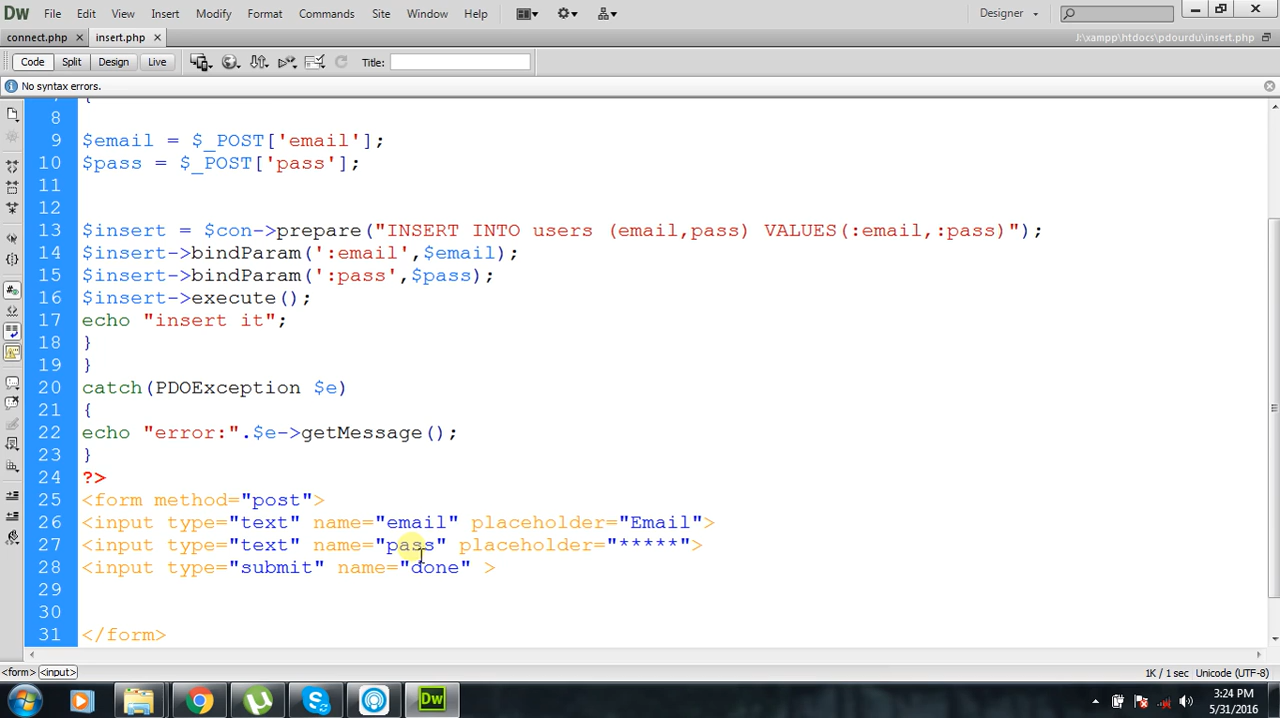 Dw File Edit View Insert Modify Format Commands Site Window Help Designer
connect.php insert.php J:\xampp\htdocs\pdourdu\insert.php
Code Split Design Live Title:
No syntax errors.
{
8
9 $email = $_POST['email'];
10 $pass = $_POST['pass'];
11
12
13 $insert = $con->prepare("INSERT INTO users (email,pass) VALUES(:email,:pass)");
14 $insert->bindParam(':email',$email);
15 $insert->bindParam(':pass',$pass);
16 $insert->execute();
17 echo "insert it";
18 }
19 }
20 catch(PDOException $e)
21 {
22 echo "error:".$e->getMessage();
23 }
24 ?>
25 <form method="post">
26 <input type="text" name="email" placeholder="Email">
27 <input type="text" name="pass" placeholder="*****">
28 <input type="submit" name="done" >
29
30
31 </form>
<form> <input> 1K / 1 sec Unicode (UTF-8)
Dw 3:24 PM
5/31/2016